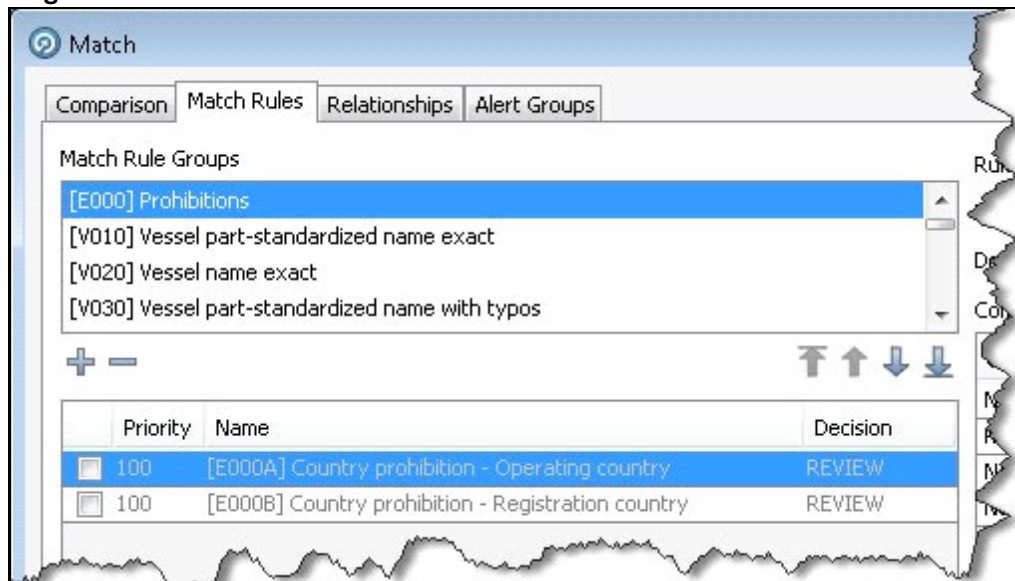 Match
Comparison Match Rules Relationships Alert Groups
Match Rule Groups
[E000] Prohibitions
[V010] Vessel part-standardized name exact
[V020] Vessel name exact
[V030] Vessel part-standardized name with typos
Priority Name Decision
100 [E000A] Country prohibition - Operating country REVIEW
100 [E000B] Country prohibition - Registration country REVIEW